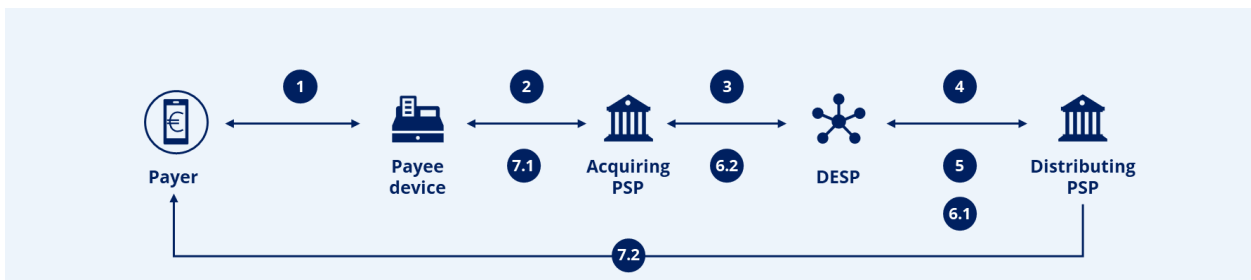 1
2
3
4
€
7.1
6.2
5
Payer
Payee
device
Acquiring
PSP
DESP
Distributing
PSP
6.1
7.2